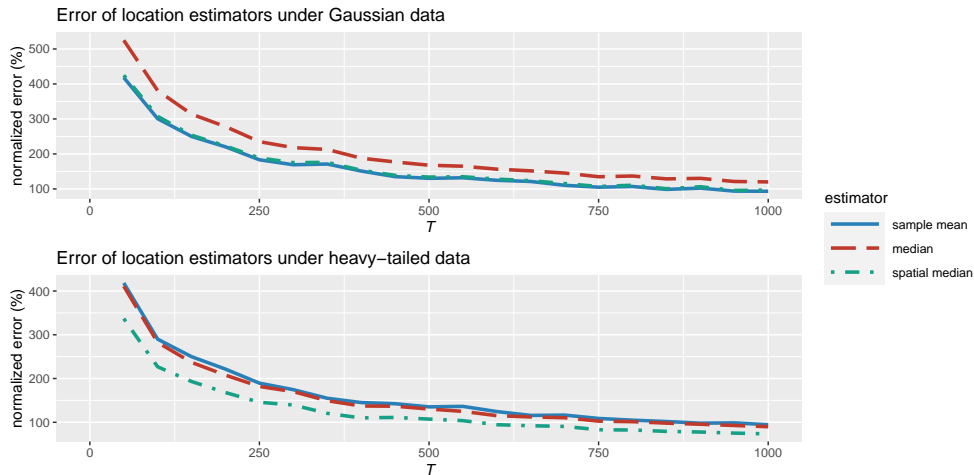 Error of location estimators under Gaussian data
normalized error (%)
500
400
300
200
100
0
250
500
750
1000
T
Error of location estimators under heavy−tailed data
normalized error (%)
400
300
200
100
0
250
500
750
1000
T
estimator
sample mean
median
spatial median